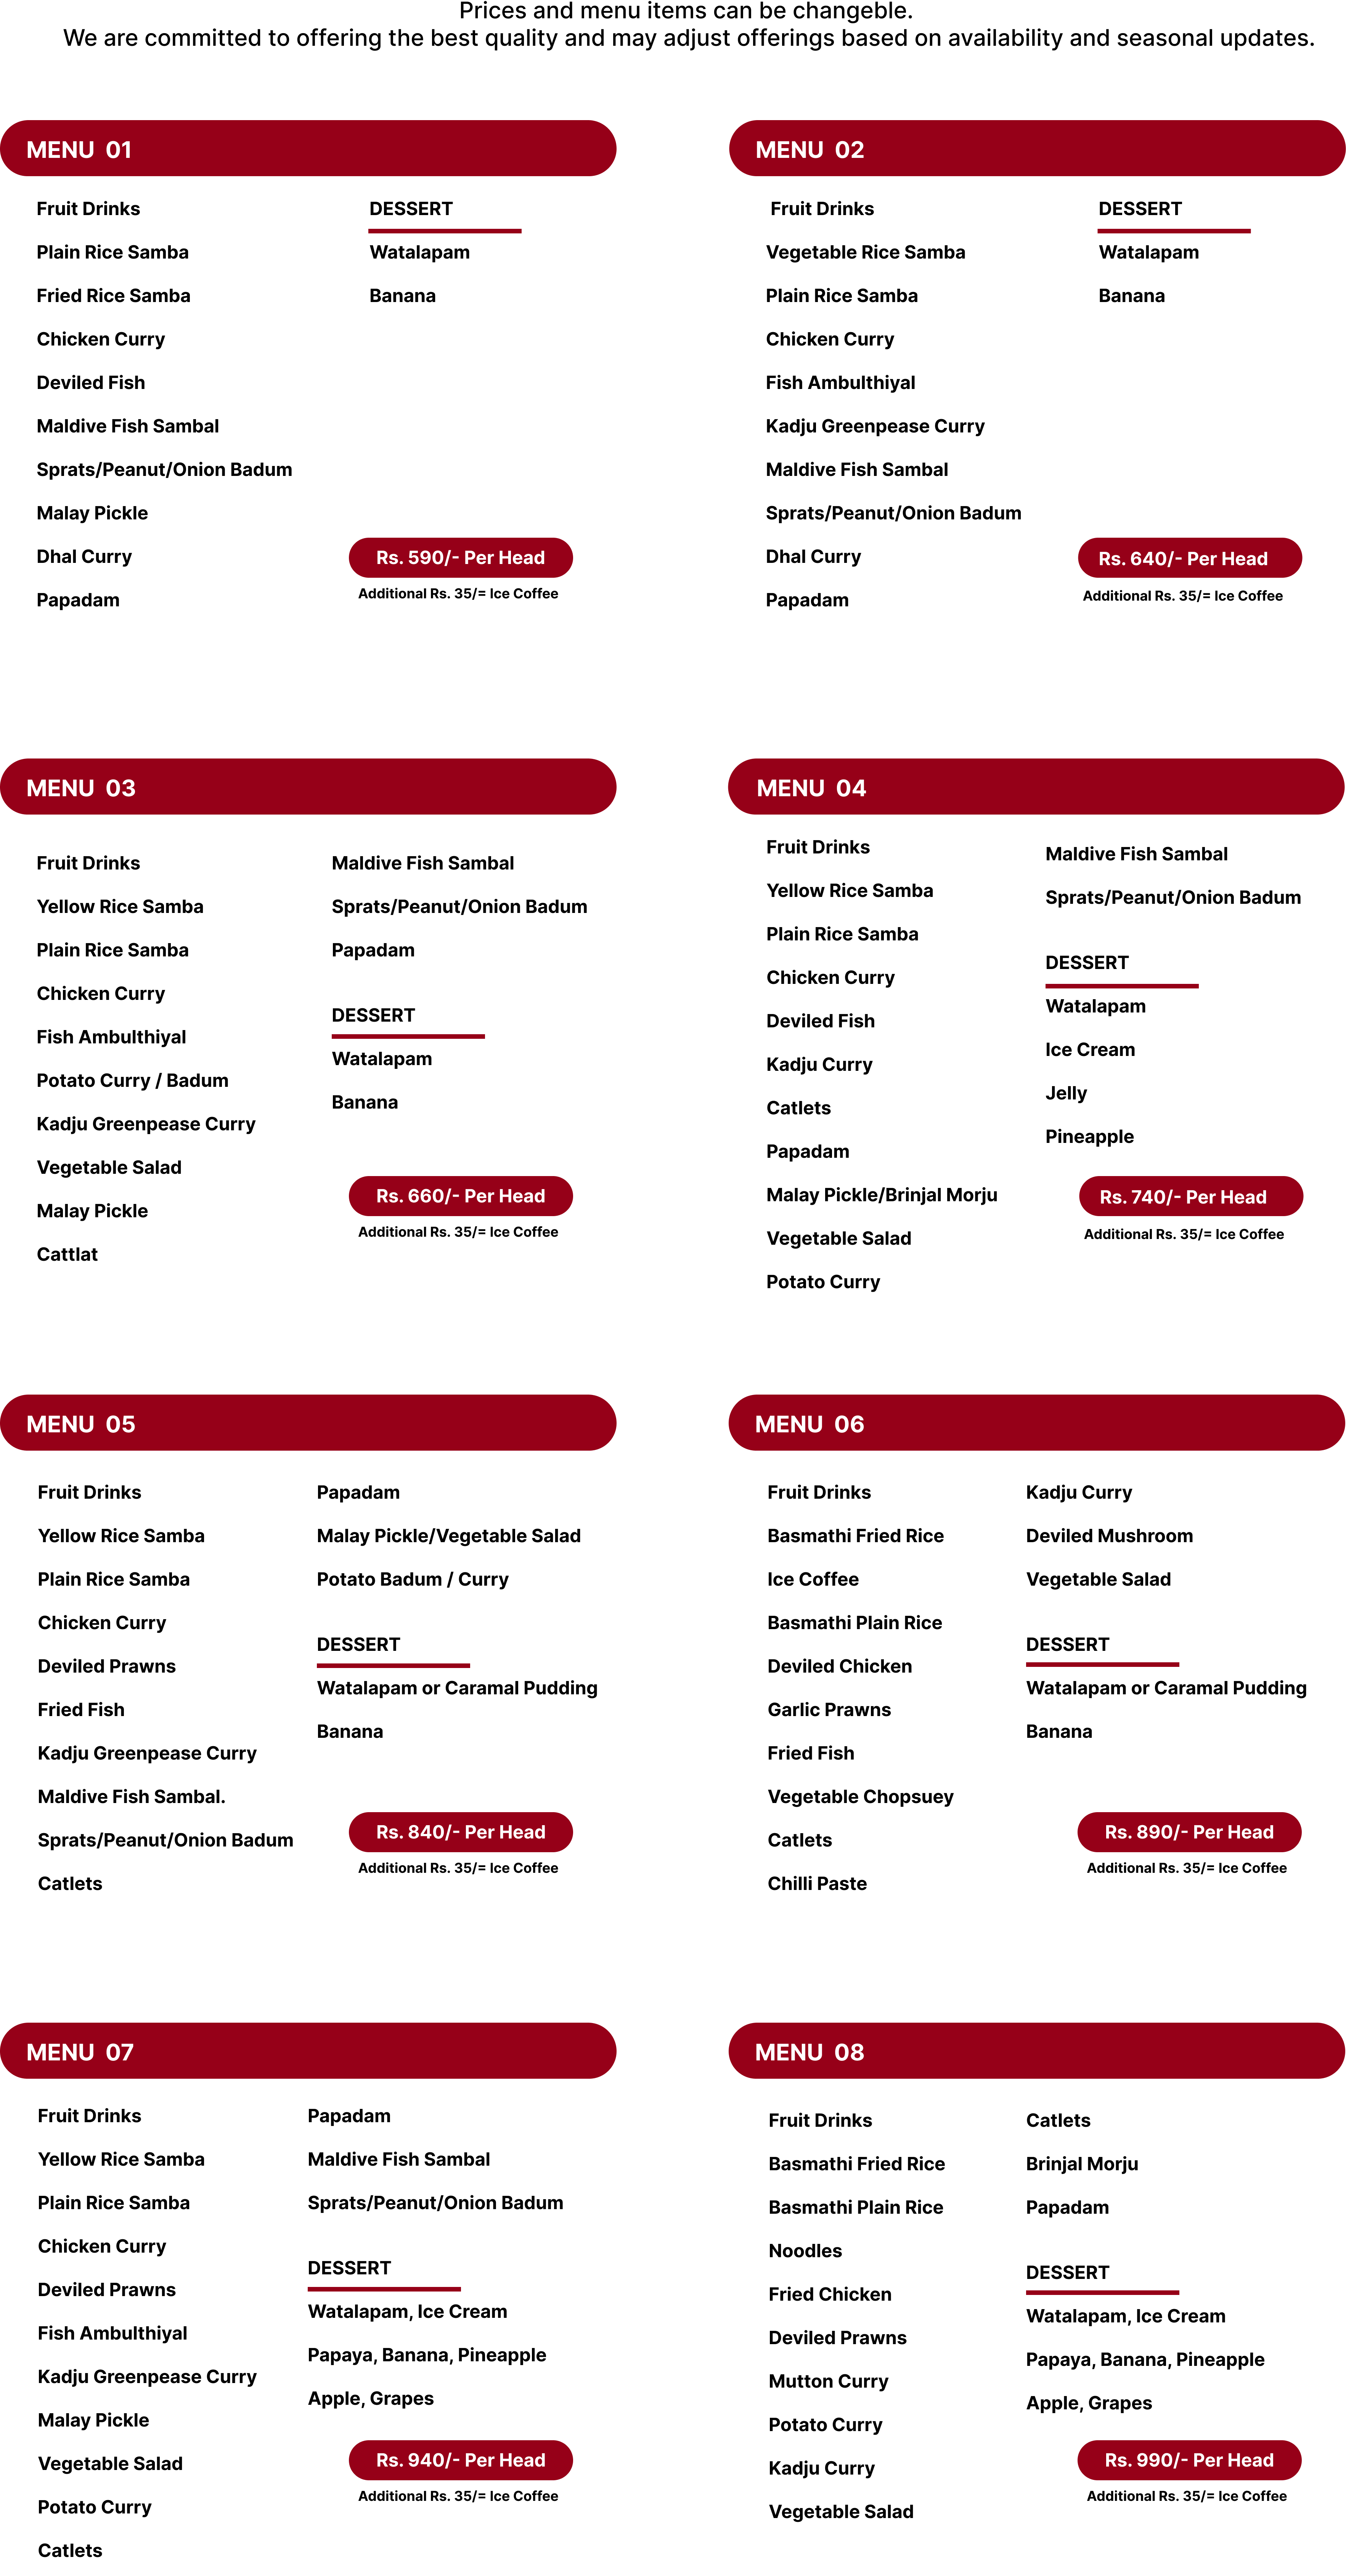 Prices and menu items can be changeble.
We are committed to offering the best quality and may adjust offerings based on availability and seasonal updates.
MENU 01
Fruit Drinks
Plain Rice Samba
Fried Rice Samba
Chicken Curry
Deviled Fish
Maldive Fish Sambal
Sprats/Peanut/Onion Badum
Malay Pickle
Dhal Curry
Papadam
DESSERT
Watalapam
Banana
Rs. 590/- Per Head
Additional Rs. 35/= Ice Coffee
MENU 02
Fruit Drinks
Vegetable Rice Samba
Plain Rice Samba
Chicken Curry
Fish Ambulthiyal
Kadju Greenpease Curry
Maldive Fish Sambal
Sprats/Peanut/Onion Badum
Dhal Curry
Papadam
DESSERT
Watalapam
Banana
Rs. 640/- Per Head
Additional Rs. 35/= Ice Coffee
MENU 03
Fruit Drinks
Yellow Rice Samba
Plain Rice Samba
Chicken Curry
Fish Ambulthiyal
Potato Curry / Badum
Kadju Greenpease Curry
Vegetable Salad
Malay Pickle
Cattlat
Maldive Fish Sambal
Sprats/Peanut/Onion Badum
Papadam
DESSERT
Watalapam
Banana
Rs. 660/- Per Head
Additional Rs. 35/= Ice Coffee
MENU 04
Fruit Drinks
Yellow Rice Samba
Plain Rice Samba
Chicken Curry
Deviled Fish
Kadju Curry
Catlets
Papadam
Malay Pickle/Brinjal Morju
Vegetable Salad
Potato Curry
Maldive Fish Sambal
Sprats/Peanut/Onion Badum
DESSERT
Watalapam
Ice Cream
Jelly
Pineapple
Rs. 740/- Per Head
Additional Rs. 35/= Ice Coffee
MENU 05
Fruit Drinks
Yellow Rice Samba
Plain Rice Samba
Chicken Curry
Deviled Prawns
Fried Fish
Kadju Greenpease Curry
Maldive Fish Sambal.
Sprats/Peanut/Onion Badum
Catlets
Papadam
Malay Pickle/Vegetable Salad
Potato Badum / Curry
DESSERT
Watalapam or Caramal Pudding
Banana
Rs. 840/- Per Head
Additional Rs. 35/= Ice Coffee
MENU 06
Fruit Drinks
Basmathi Fried Rice
Ice Coffee
Basmathi Plain Rice
Deviled Chicken
Garlic Prawns
Fried Fish
Vegetable Chopsuey
Catlets
Chilli Paste
Kadju Curry
Deviled Mushroom
Vegetable Salad
DESSERT
Watalapam or Caramal Pudding
Banana
Rs. 890/- Per Head
Additional Rs. 35/= Ice Coffee
MENU 07
Fruit Drinks
Yellow Rice Samba
Plain Rice Samba
Chicken Curry
Deviled Prawns
Fish Ambulthiyal
Kadju Greenpease Curry
Malay Pickle
Vegetable Salad
Potato Curry
Catlets
Papadam
Maldive Fish Sambal
Sprats/Peanut/Onion Badum
DESSERT
Watalapam, Ice Cream
Papaya, Banana, Pineapple
Apple, Grapes
Rs. 940/- Per Head
Additional Rs. 35/= Ice Coffee
MENU 08
Fruit Drinks
Basmathi Fried Rice
Basmathi Plain Rice
Noodles
Fried Chicken
Deviled Prawns
Mutton Curry
Potato Curry
Kadju Curry
Vegetable Salad
Catlets
Brinjal Morju
Papadam
DESSERT
Watalapam, Ice Cream
Papaya, Banana, Pineapple
Apple, Grapes
Rs. 990/- Per Head
Additional Rs. 35/= Ice Coffee